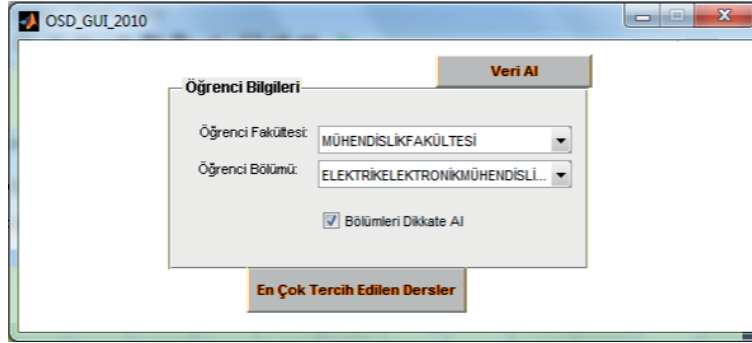 OSD_GUI_2010
Veri Al
Öğrenci Bilgileri
Öğrenci Fakültesi: MÜHENDİSLİKFAKÜLTESİ
Öğrenci Bölümü: ELEKTRİKELEKTRONİKMÜHENDİSLİ...
Bölümleri Dikkate Al
En Çok Tercih Edilen Dersler